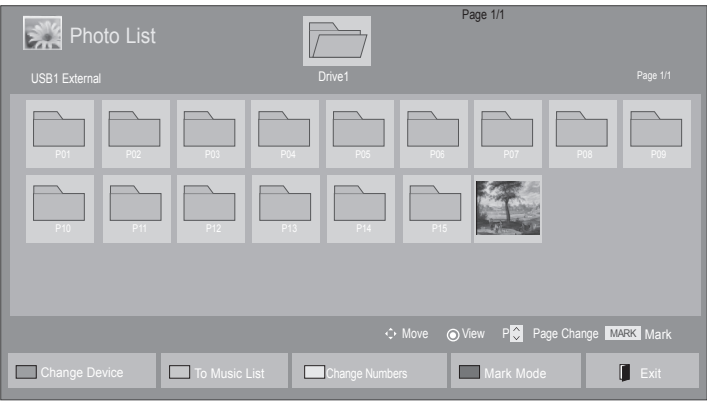 Page 1/1
Photo List
Drive1
USB1 External
Page 1/1
P01 P02 P03 P04 P05 P06 P07 P08 P09
P10 P11 P12 P13 P14 P15
Move View P Page Change MARK Mark
Change Device To Music List Change Numbers Mark Mode Exit